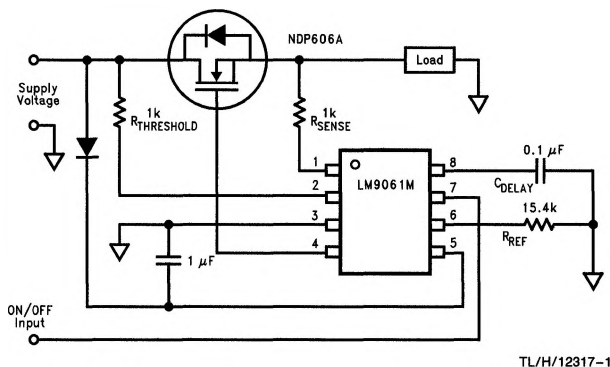 NDP606A
Load
Supply
Voltage
1k
RTHRESHOLD
1k
RSENSE
1
2
3
4
LM9061M
8
7
6
5
0.1 μF
CDELAY
15.4k
RREF
1 μF
ON/OFF
Input
TL/H/12317-1